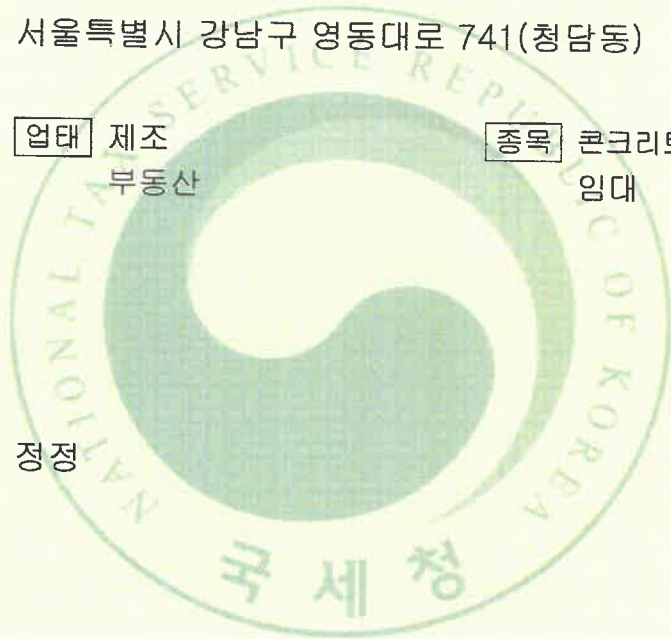 서울특별시 강남구 영동대로 741(청담동)
업태 제조 종목 콘크리트
부동산 임대
정정
NATIONAL TAX SERVICE REPUBLIC OF KOREA
국세청